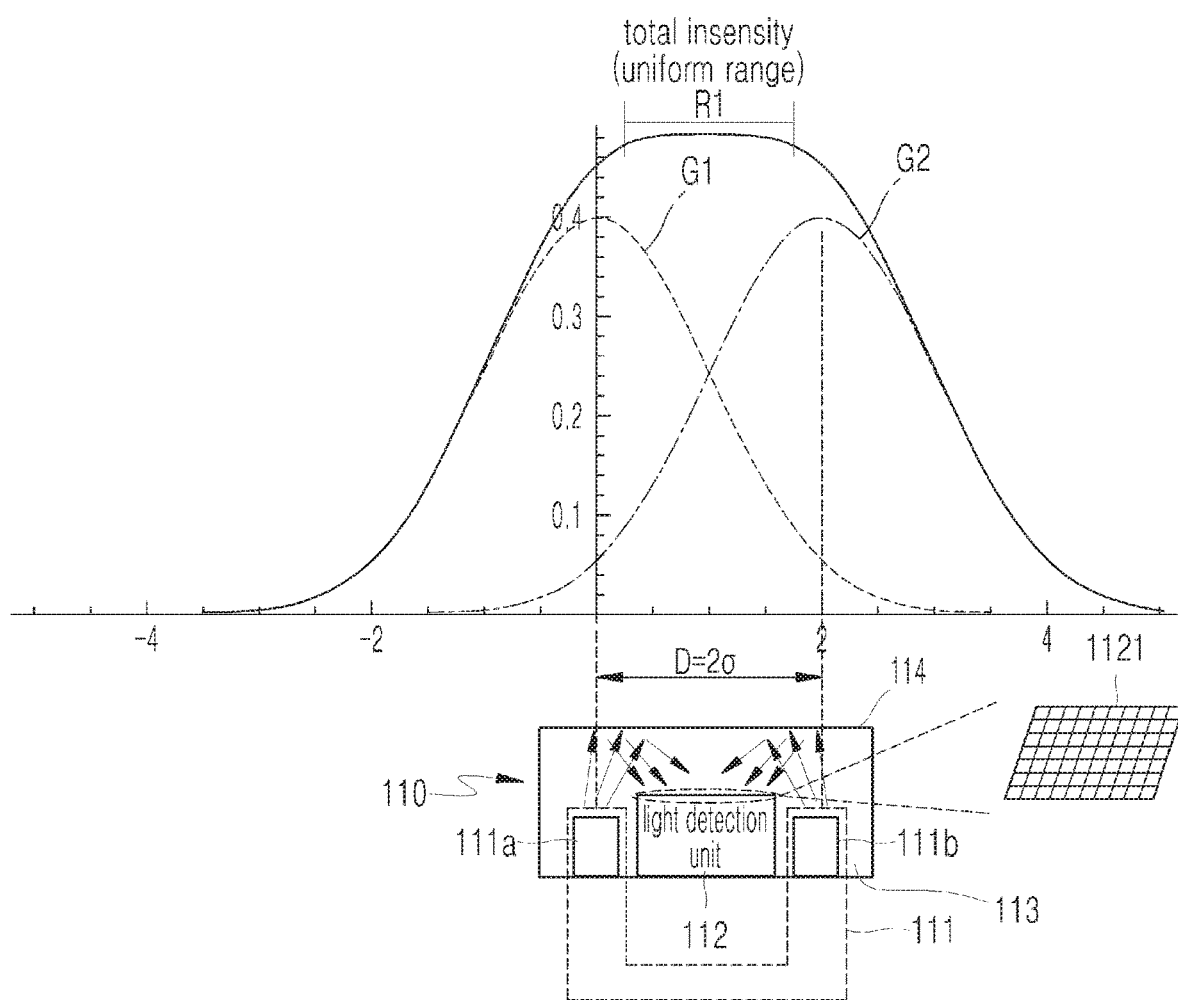 total insensity
(uniform range)
R1
G1
G2
0.4
0.3
0.2
0.1
-4
-2
2
4
D=2σ
114
1121
110
111a
light detection
unit
111b
112
113
111